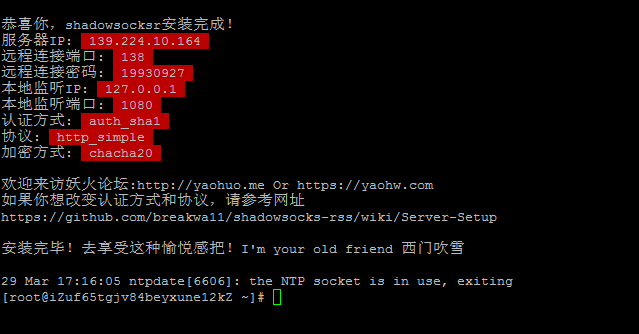 恭喜你，shadowsocksr安装完成！
服务器IP: 139.224.10.164
远程连接端口: 138
远程连接密码: 19930927
本地监听IP: 127.0.0.1
本地监听端口: 1080
认证方式: auth_sha1
协议: http_simple
加密方式: chacha20
欢迎来访妖火论坛:http://yaohuo.me Or https://yaohw.com
如果你想改变认证方式和协议，请参考网址
https://github.com/breakwa11/shadowsocks-rss/wiki/Server-Setup
安装完毕！去享受这种愉悦感把！I'm your old friend 西门吹雪
29 Mar 17:16:05 ntpdate[6606]: the NTP socket is in use, exiting
[root@iZuf65tgjv84beyxune12kZ ~]#